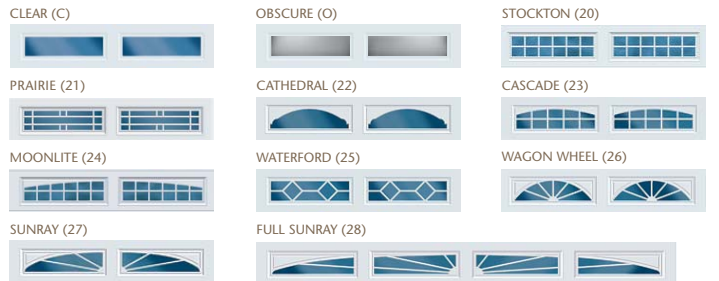 CLEAR (C)
OBSCURE (O)
STOCKTON (20)
PRAIRIE (21)
CATHEDRAL (22)
CASCADE (23)
MOONLITE (24)
WATERFORD (25)
WAGON WHEEL (26)
SUNRAY (27)
FULL SUNRAY (28)